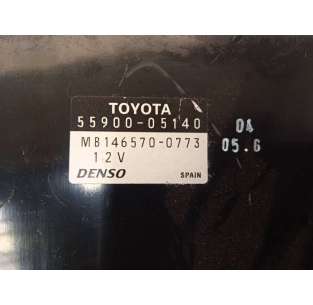 TOYOTA
55900-05140
MB146570-0773
12V
DENSO SPAIN
04
05.6